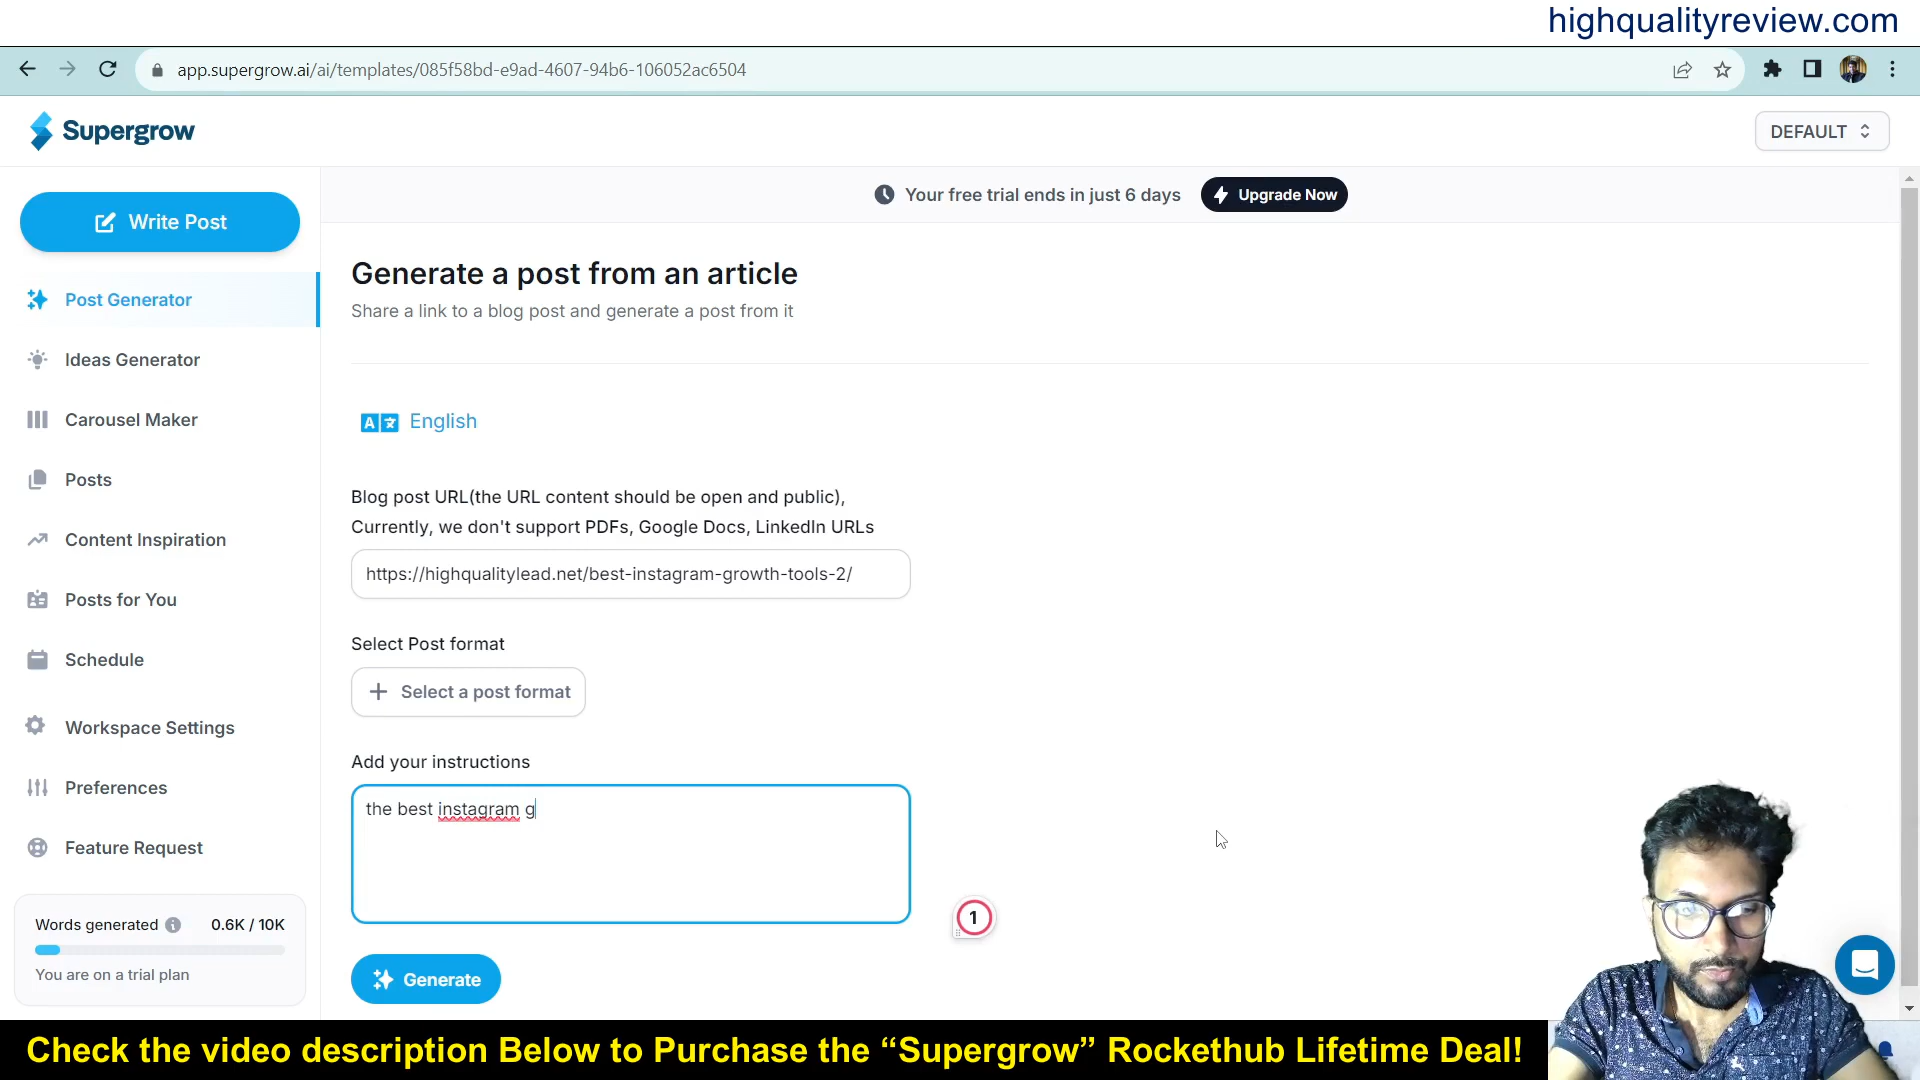 highqualityreview.com
app.supergrow.ai/ai/templates/085f58bd-e9ad-4607-94b6-106052ac6504
Supergrow
DEFAULT
Write Post
Your free trial ends in just 6 days
Upgrade Now
Generate a post from an article
Share a link to a blog post and generate a post from it
Post Generator
Ideas Generator
Carousel Maker
Posts
Content Inspiration
Posts for You
Schedule
Workspace Settings
Preferences
Feature Request
Words generated 0.6K / 10K
You are on a trial plan
A文 English
Blog post URL(the URL content should be open and public),
Currently, we don't support PDFs, Google Docs, LinkedIn URLs
https://highqualitylead.net/best-instagram-growth-tools-2/
Select Post format
+ Select a post format
Add your instructions
the best instagram g
1
Generate
Check the video description Below to Purchase the “Supergrow” Rockethub Lifetime Deal!